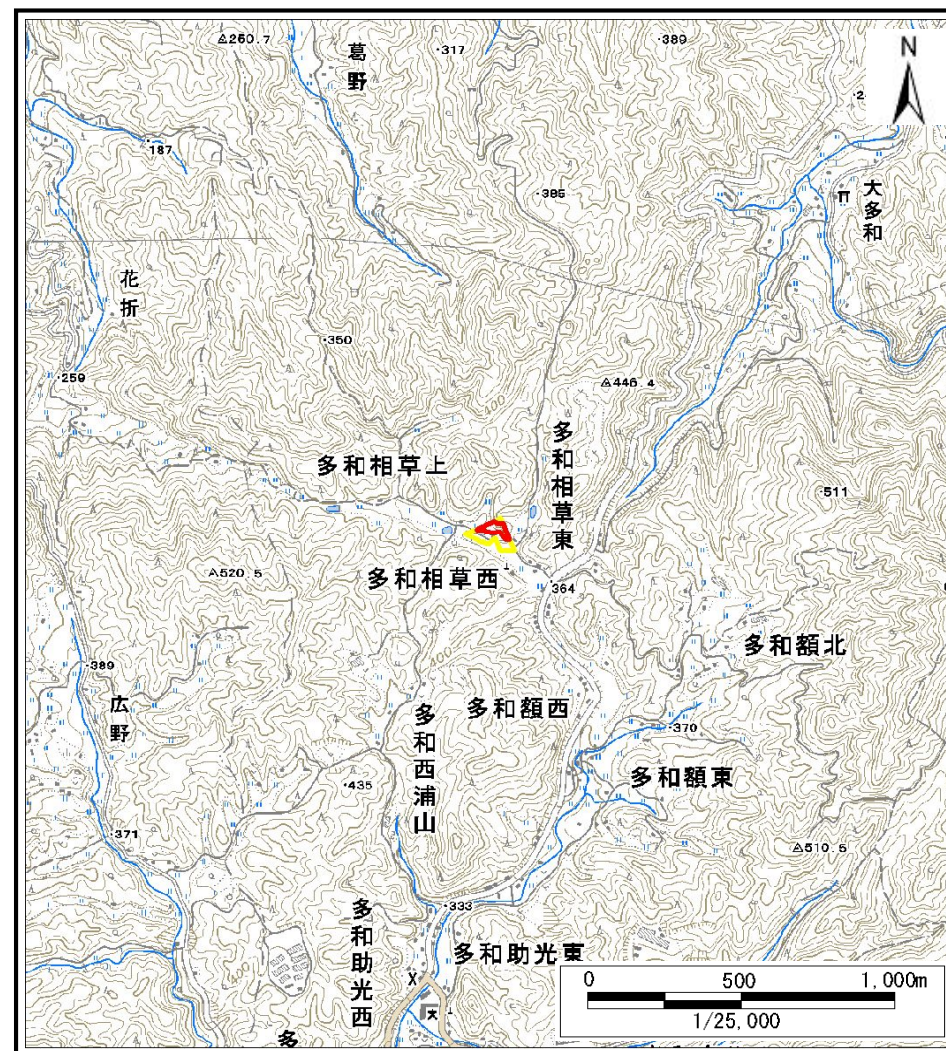 △260.7
葛野
・317
・389
N
・187
・385
大多和
花折
・350
・259
△446.4
多和相草上
多和相草東
・511
多和相草西
△520.5
・364
400
多和額北
・389
広野
多和額西
・370
多和西浦山
多和額東
・435
・371
△510.5
・333
多和助光西
多和助光東
0 500 1,000m
1/25,000
多